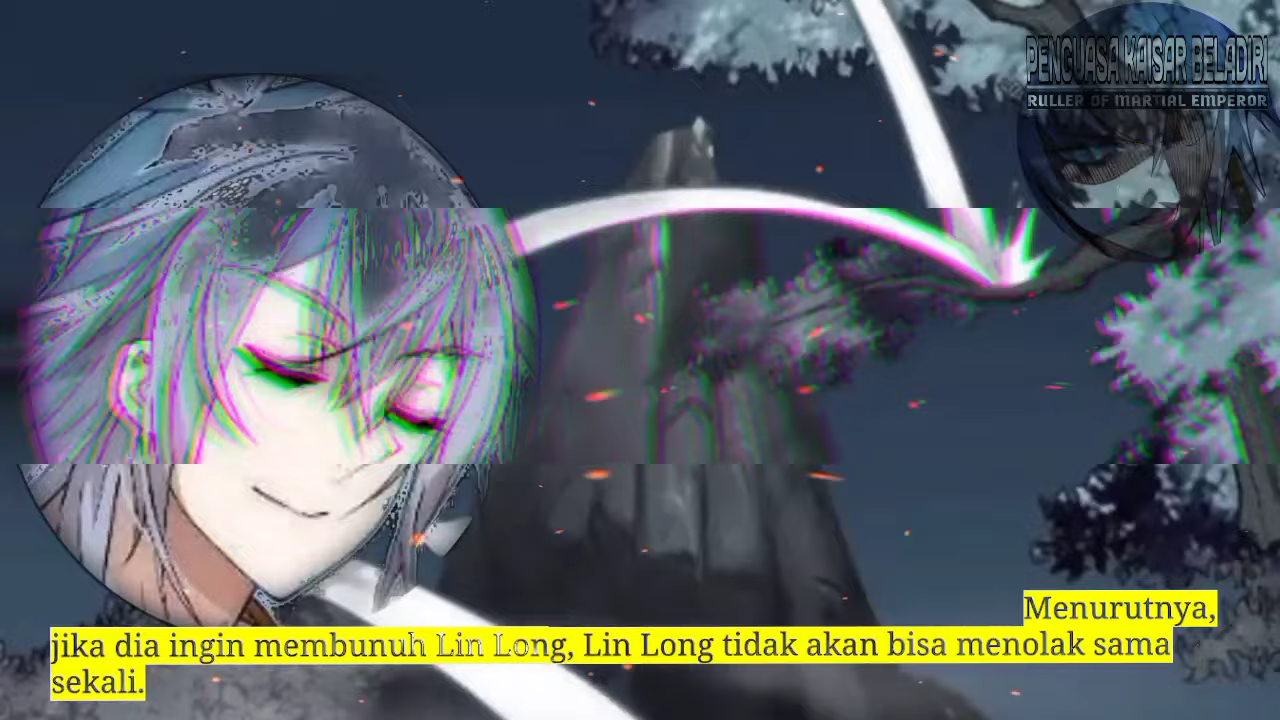 PENGUASA KAISAR BELADIRI
RULLER OF MARTIAL EMPEROR
Menurutnya,
jika dia ingin membunuh Lin Long, Lin Long tidak akan bisa menolak sama
sekali.